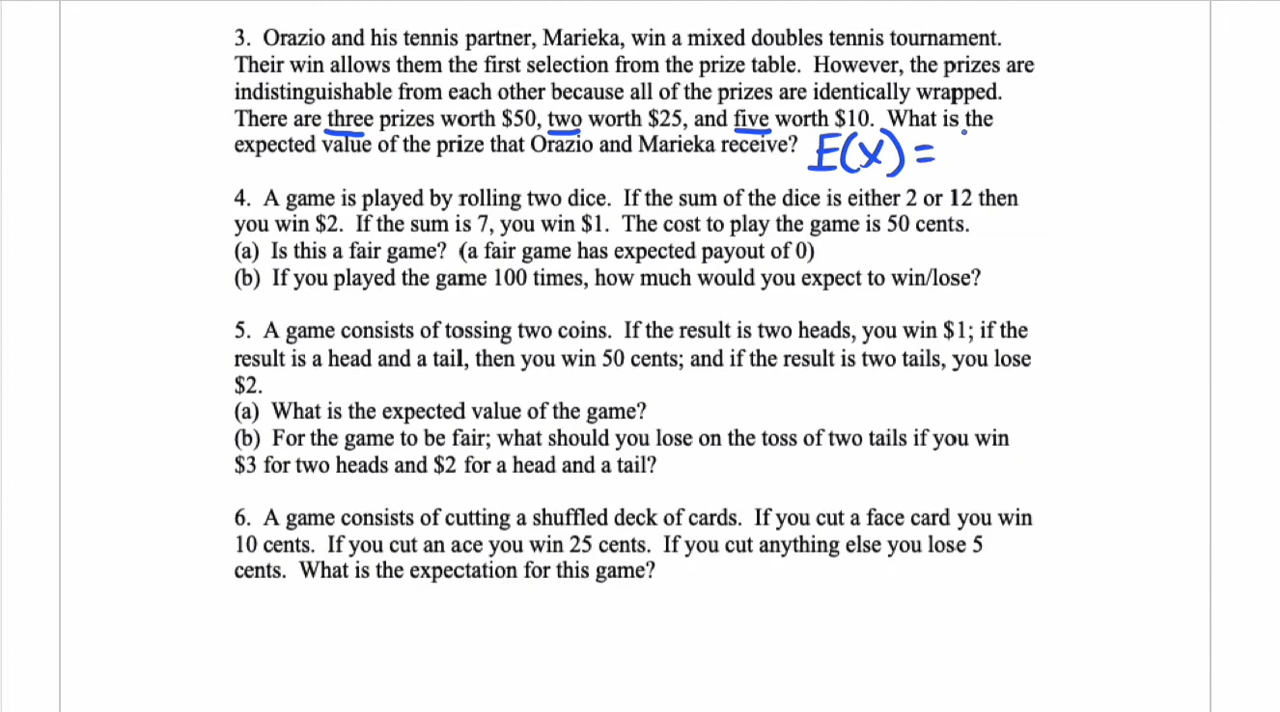 3. Orazio and his tennis partner, Marieka, win a mixed doubles tennis tournament.
Their win allows them the first selection from the prize table. However, the prizes are
indistinguishable from each other because all of the prizes are identically wrapped.
There are three prizes worth $50, two worth $25, and five worth $10. What is the
expected value of the prize that Orazio and Marieka receive? E(X) =
4. A game is played by rolling two dice. If the sum of the dice is either 2 or 12 then
you win $2. If the sum is 7, you win $1. The cost to play the game is 50 cents.
(a) Is this a fair game? (a fair game has expected payout of 0)
(b) If you played the game 100 times, how much would you expect to win/lose?
5. A game consists of tossing two coins. If the result is two heads, you win $1; if the
result is a head and a tail, then you win 50 cents; and if the result is two tails, you lose
$2.
(a) What is the expected value of the game?
(b) For the game to be fair; what should you lose on the toss of two tails if you win
$3 for two heads and $2 for a head and a tail?
6. A game consists of cutting a shuffled deck of cards. If you cut a face card you win
10 cents. If you cut an ace you win 25 cents. If you cut anything else you lose 5
cents. What is the expectation for this game?